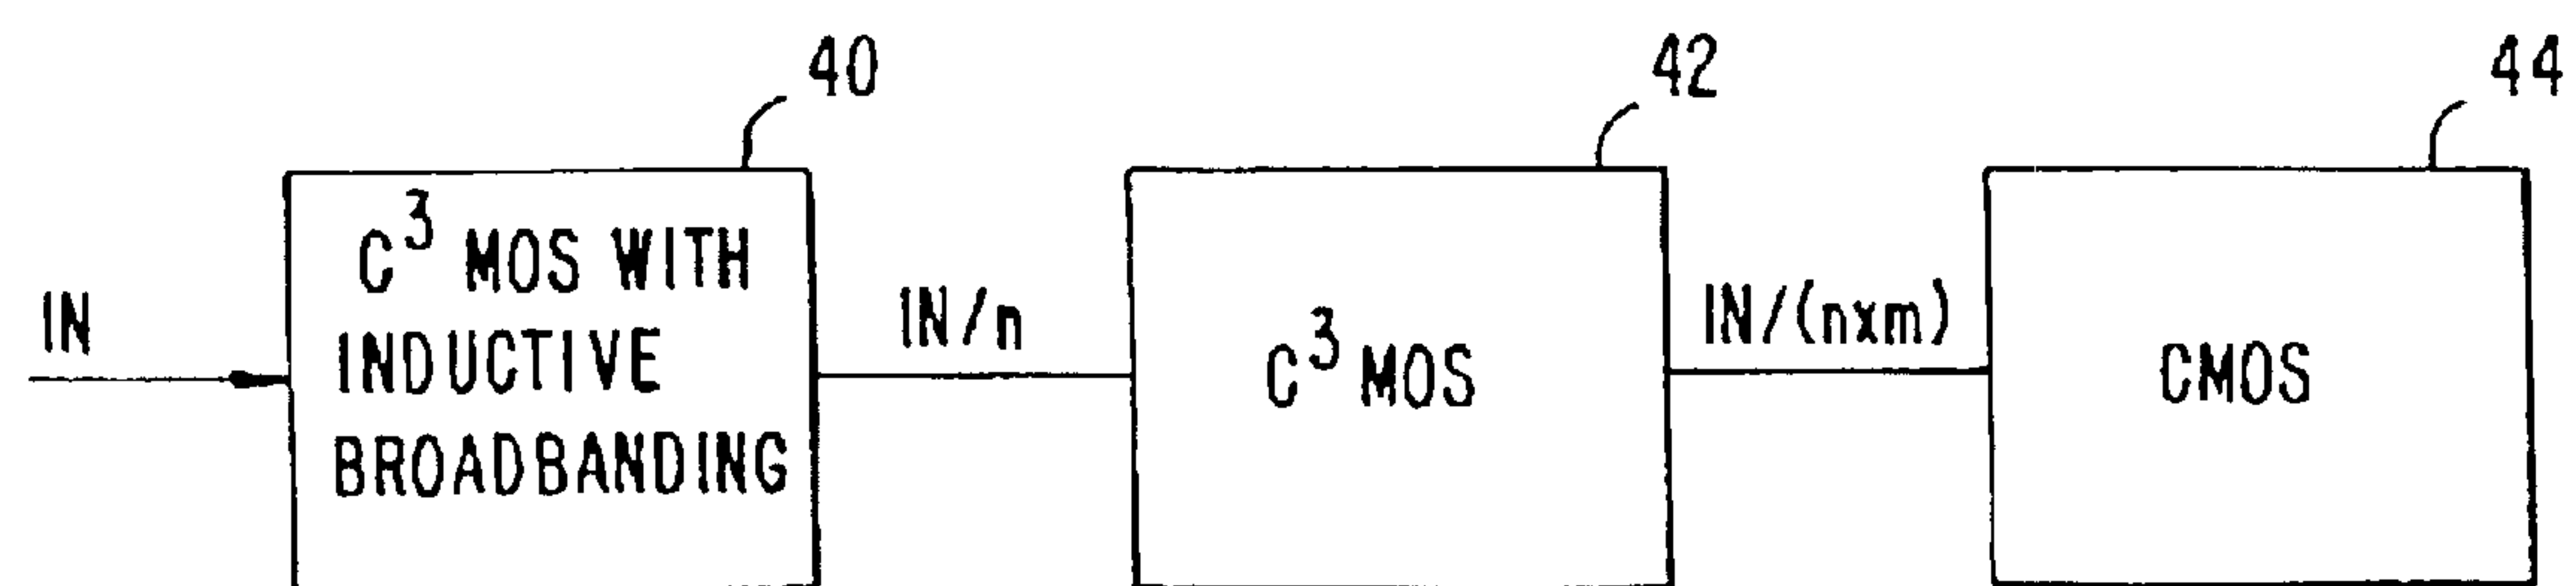 40
42
44
IN
C³ MOS WITH
INDUCTIVE
BROADBANDING
IN/n
C³ MOS
IN/(nxm)
CMOS